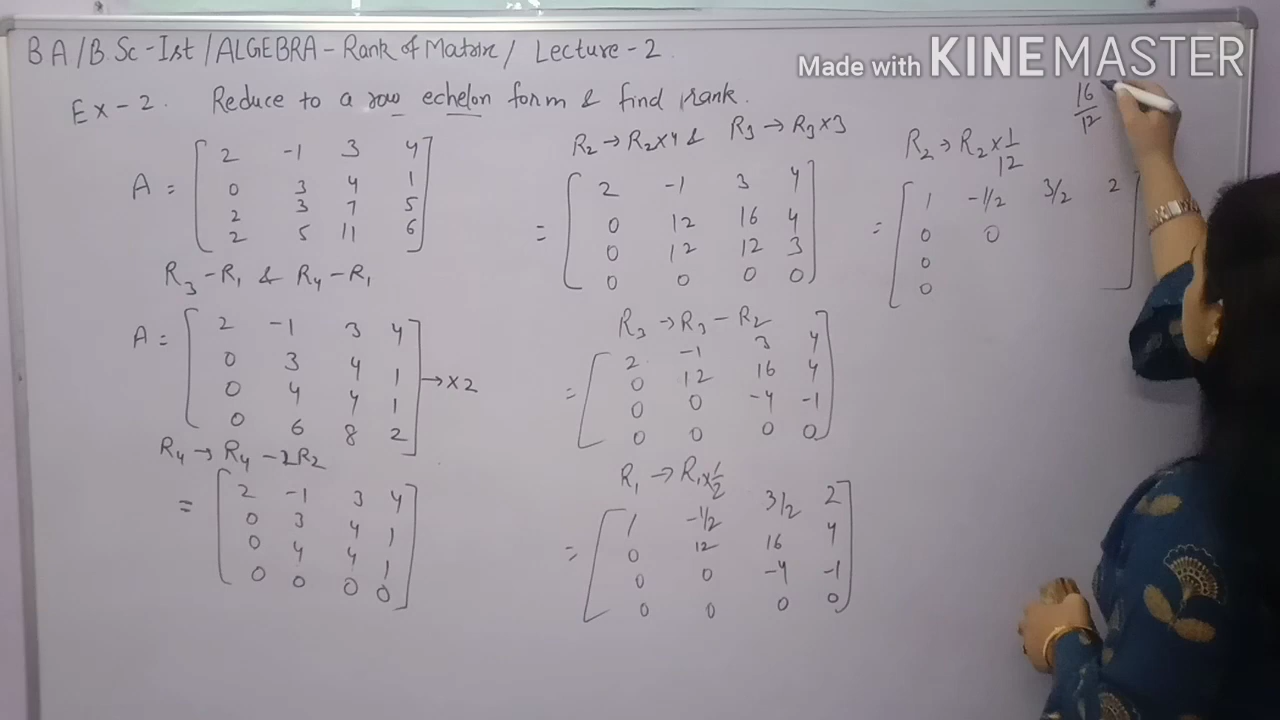 BA/B.Sc-Ist/ALGEBRA-Rank of Matrix/ Lecture-2
Made with KINEMASTER
Ex-2. Reduce to a row echelon form & find rank.
A = [ 2 -1 3 4
0 3 4 1
2 3 7 5
2 5 11 6 ]
R3-R1 & R4-R1
A = [ 2 -1 3 4
0 3 4 1
0 4 4 1
0 6 8 2 ] → ×2
R4 → R4 - 2R2
= [ 2 -1 3 4
0 3 4 1
0 4 4 1
0 0 0 0 ]
R2 → R2×4 & R3 → R3×3
= [ 2 -1 3 4
0 12 16 4
0 12 12 3
0 0 0 0 ]
R3 → R3 - R2
= [ 2 -1 3 4
0 12 16 4
0 0 -4 -1
0 0 0 0 ]
R1 → R1×1/2
= [ 1 -1/2 3/2 2
0 12 16 4
0 0 -4 -1
0 0 0 0 ]
16/12
R2 → R2×1/12
= [ 1 -1/2 3/2 2
0 0
0
0 ]